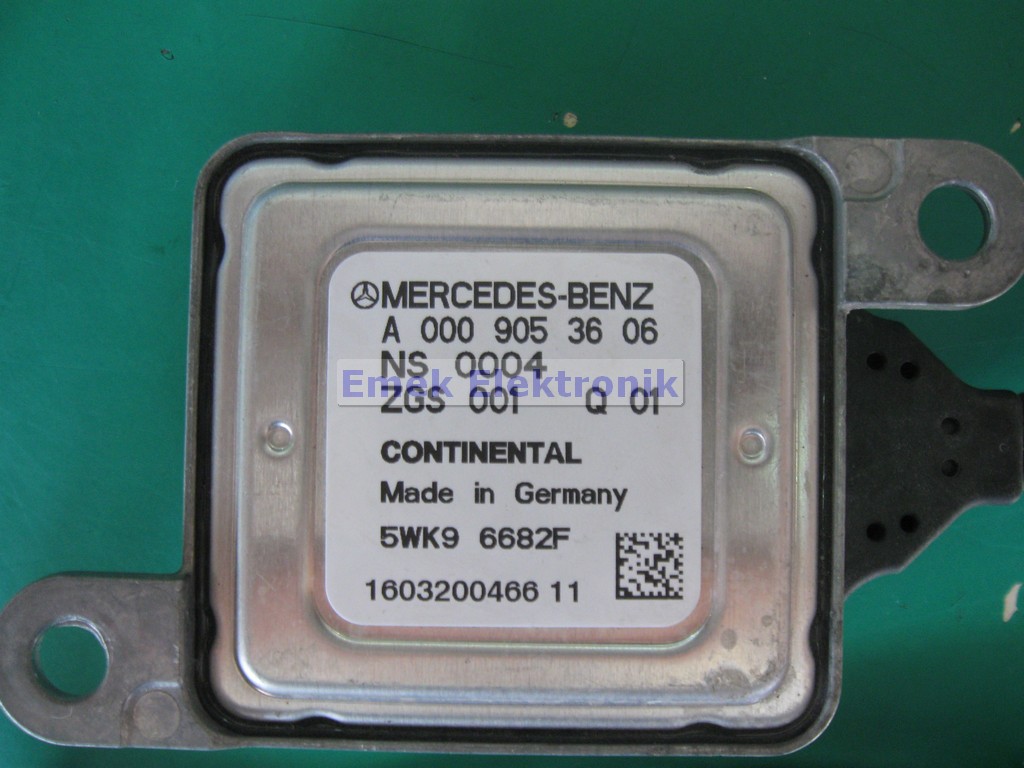 MERCEDES-BENZ
A 000 905 36 06
NS 0004
Emek Elektronik
ZGS 001 Q 01
CONTINENTAL
Made in Germany
5WK9 6682F
1603200466 11